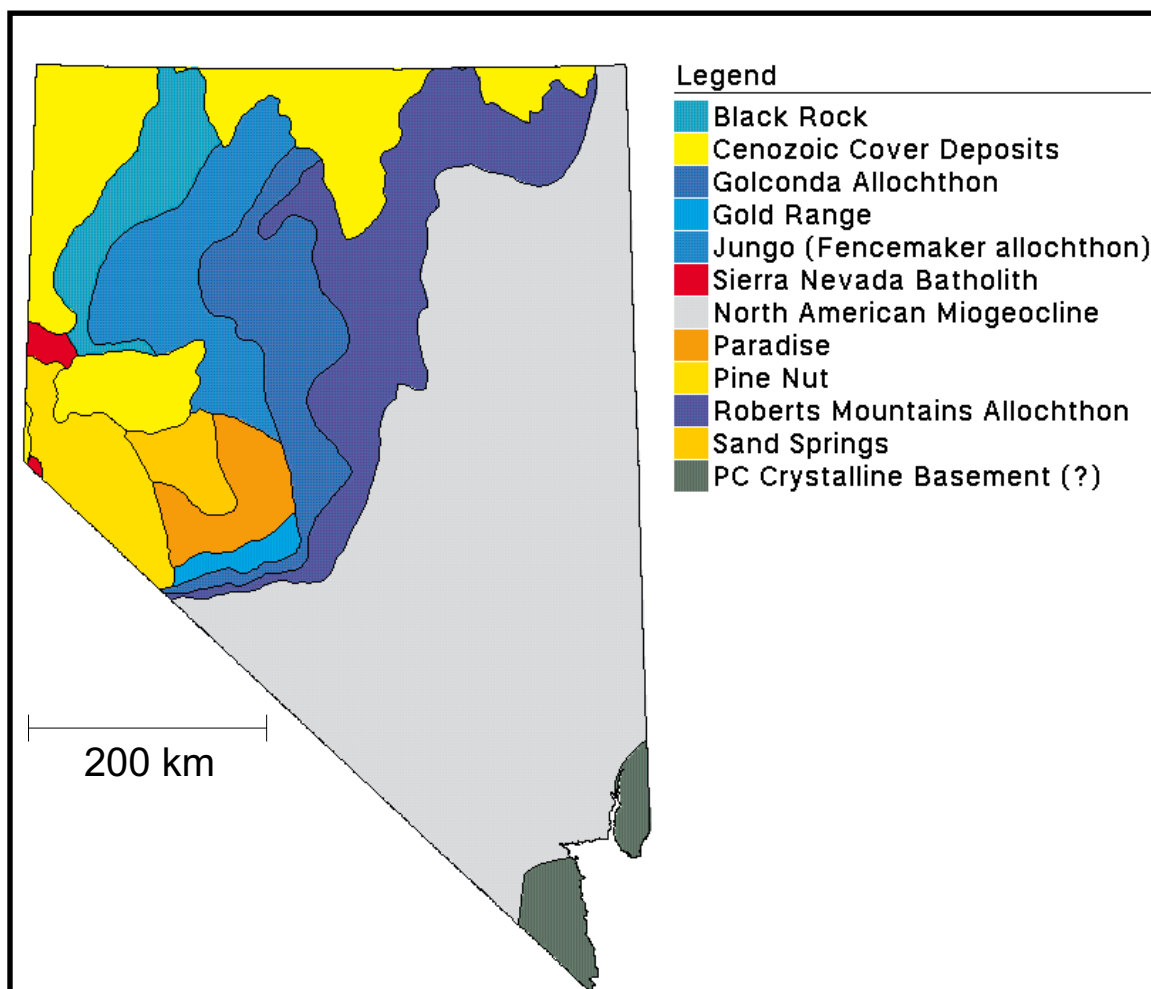 Legend
Black Rock
Cenozoic Cover Deposits
Golconda Allochthon
Gold Range
Jungo (Fencemaker allochthon)
Sierra Nevada Batholith
North American Miogeocline
Paradise
Pine Nut
Roberts Mountains Allochthon
Sand Springs
PC Crystalline Basement (?)
200 km